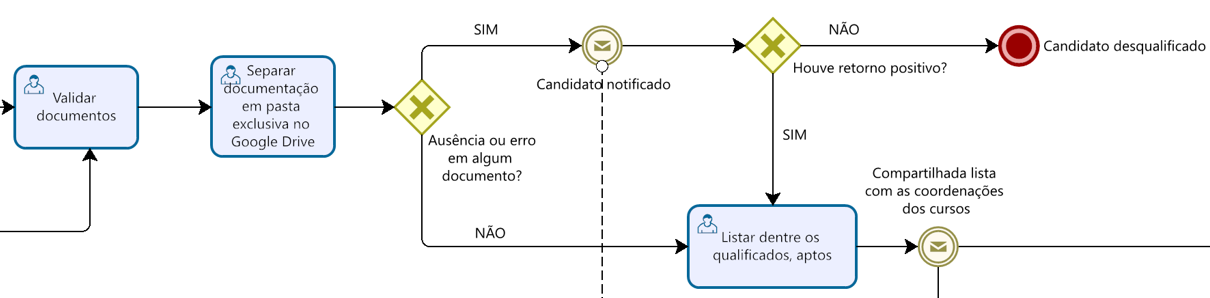 Validar
documentos
Separar
documentação
em pasta
exclusiva no
Google Drive
Ausência ou erro
em algum
documento?
SIM
Candidato notificado
Houve retorno positivo?
NÃO
Candidato desqualificado
SIM
NÃO
Listar dentre os
qualificados, aptos
Compartilhada lista
com as coordenações
dos cursos